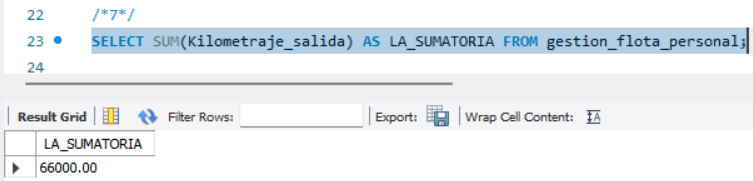 22 /*7*/
23 SELECT SUM(Kilometraje_salida) AS LA_SUMATORIA FROM gestion_flota_personal;
24
Result Grid Filter Rows: Export: Wrap Cell Content: IA
LA_SUMATORIA
66000.00